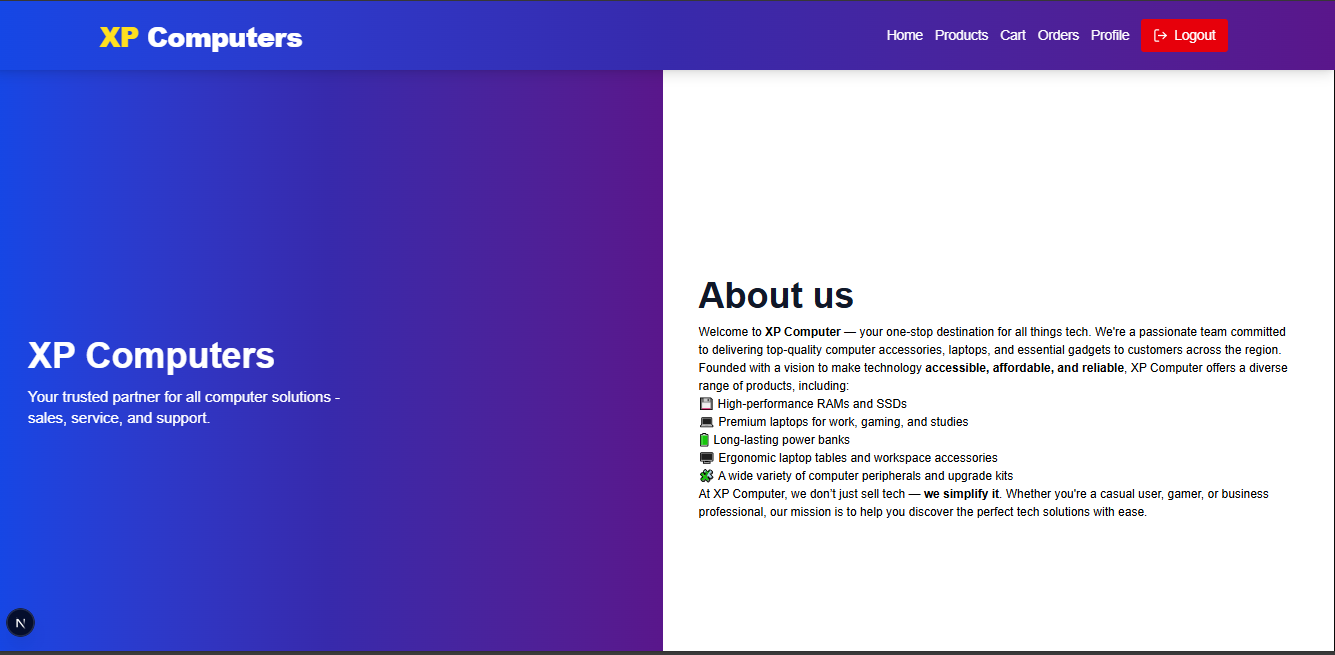 XP Computers
Home Products Cart Orders Profile Logout
XP Computers
Your trusted partner for all computer solutions -
sales, service, and support.
About us
Welcome to XP Computer — your one-stop destination for all things tech. We're a passionate team committed
to delivering top-quality computer accessories, laptops, and essential gadgets to customers across the region.
Founded with a vision to make technology accessible, affordable, and reliable, XP Computer offers a diverse
range of products, including:
💾 High-performance RAMs and SSDs
💻 Premium laptops for work, gaming, and studies
🔋 Long-lasting power banks
🖥️ Ergonomic laptop tables and workspace accessories
🧩 A wide variety of computer peripherals and upgrade kits
At XP Computer, we don't just sell tech — we simplify it. Whether you're a casual user, gamer, or business
professional, our mission is to help you discover the perfect tech solutions with ease.
N